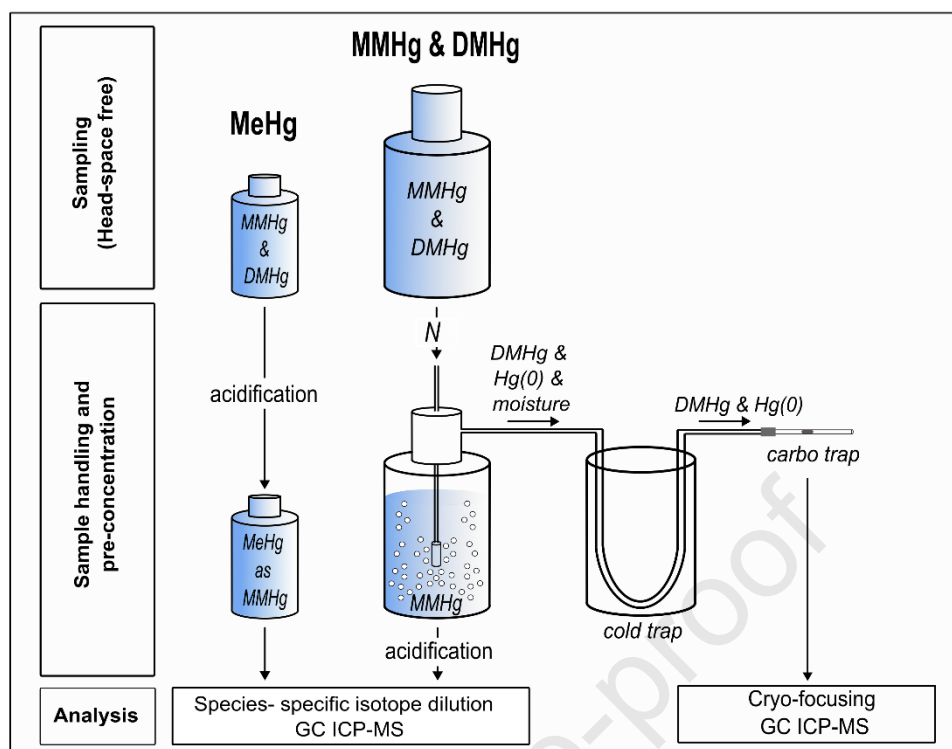 Sampling
(Head-space free)
MeHg
MMHg & DMHg
MMHg
&
DMHg
MMHg
&
DMHg
N
acidification
DMHg &
Hg(0) &
moisture
DMHg & Hg(0)
carbo trap
Sample handling and
pre-concentration
MeHg
as
MMHg
MMHg
cold trap
acidification
Analysis
Species- specific isotope dilution
GC ICP-MS
Cryo-focusing
GC ICP-MS
e-proof